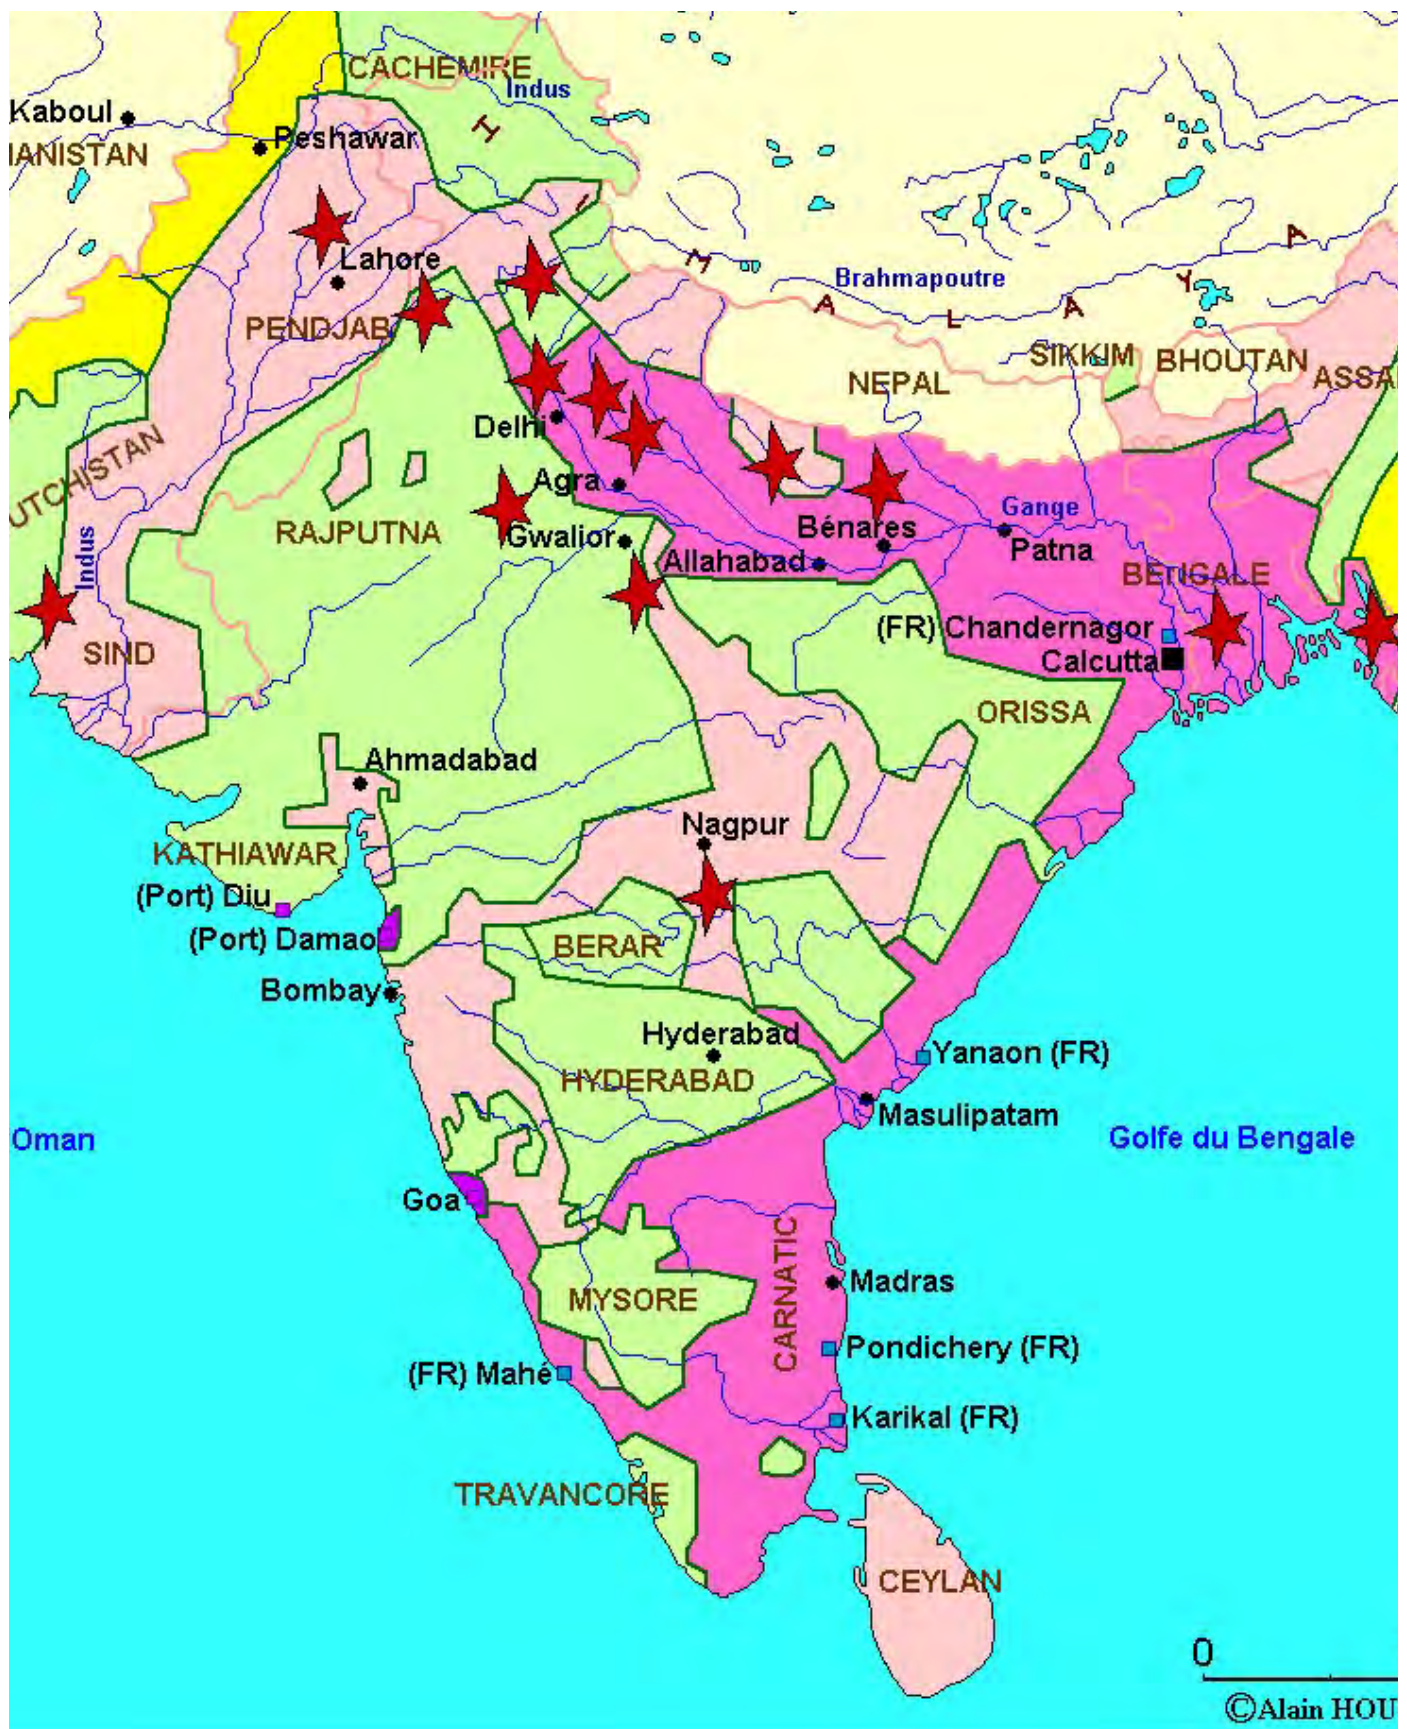 CACHEMIRE
Indus
Kaboul
Peshawar
HANISTAN
H
I
M
A
L
A
Y
A
Lahore
Brahmapoutre
PENDJAB
SIKKIM
BHOUTAN
NEPAL
ASSA
Delhi
UTCHISTAN
Agra
Gange
RAJPUTNA
Gwalior
Bénares
Patna
Allahabad
Indus
(FR) Chandernagor
SIND
Calcutta
ORISSA
Ahmadabad
Nagpur
KATHIAWAR
(Port) Diu
(Port) Damao
BERAR
Bombay
Hyderabad
Yanaon (FR)
HYDERABAD
Masulipatam
Oman
Golfe du Bengale
Goa
CARNATIC
Madras
MYSORE
Pondichery (FR)
(FR) Mahé
Karikal (FR)
TRAVANCORE
CEYLAN
0
©Alain HOU